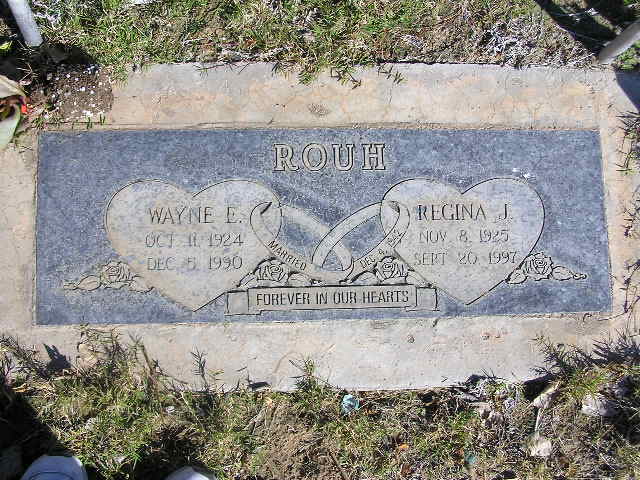 ROUH
WAYNE E.
OCT. 11, 1924
DEC. 5, 1990
MARRIED
REGINA J.
NOV. 8, 1925
SEPT. 20, 1997
FOREVER IN OUR HEARTS